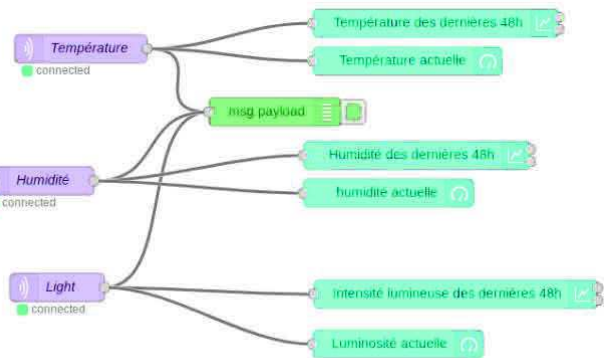 Température des dernières 48h
Température
connected
Température actuelle
msg payload
Humidité des dernières 48h
Humidité
connected
humidité actuelle
Light
connected
Intensité lumineuse des dernières 48h
Luminosité actuelle